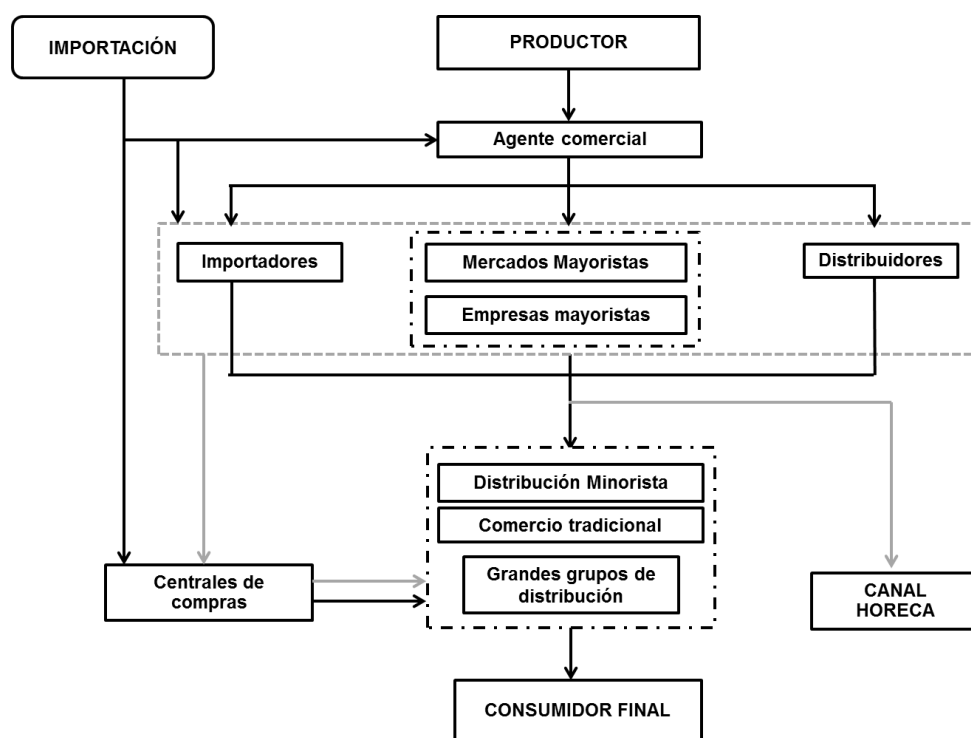 IMPORTACIÓN
PRODUCTOR
Agente comercial
Importadores
Mercados Mayoristas
Distribuidores
Empresas mayoristas
Distribución Minorista
Comercio tradicional
Grandes grupos de
distribución
Centrales de
compras
CANAL
HORECA
CONSUMIDOR FINAL